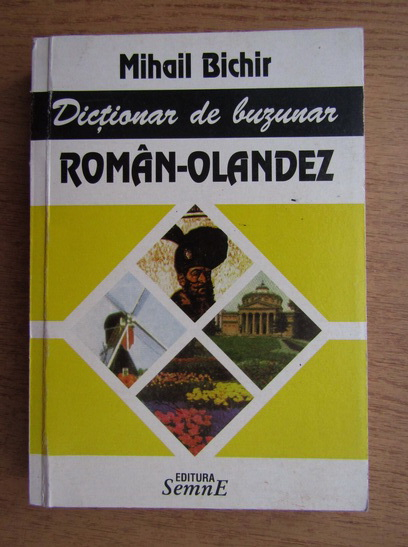 Mihail Bichir
Dicționar de buzunar
ROMÂN-OLANDEZ
EDITURA
SemnE